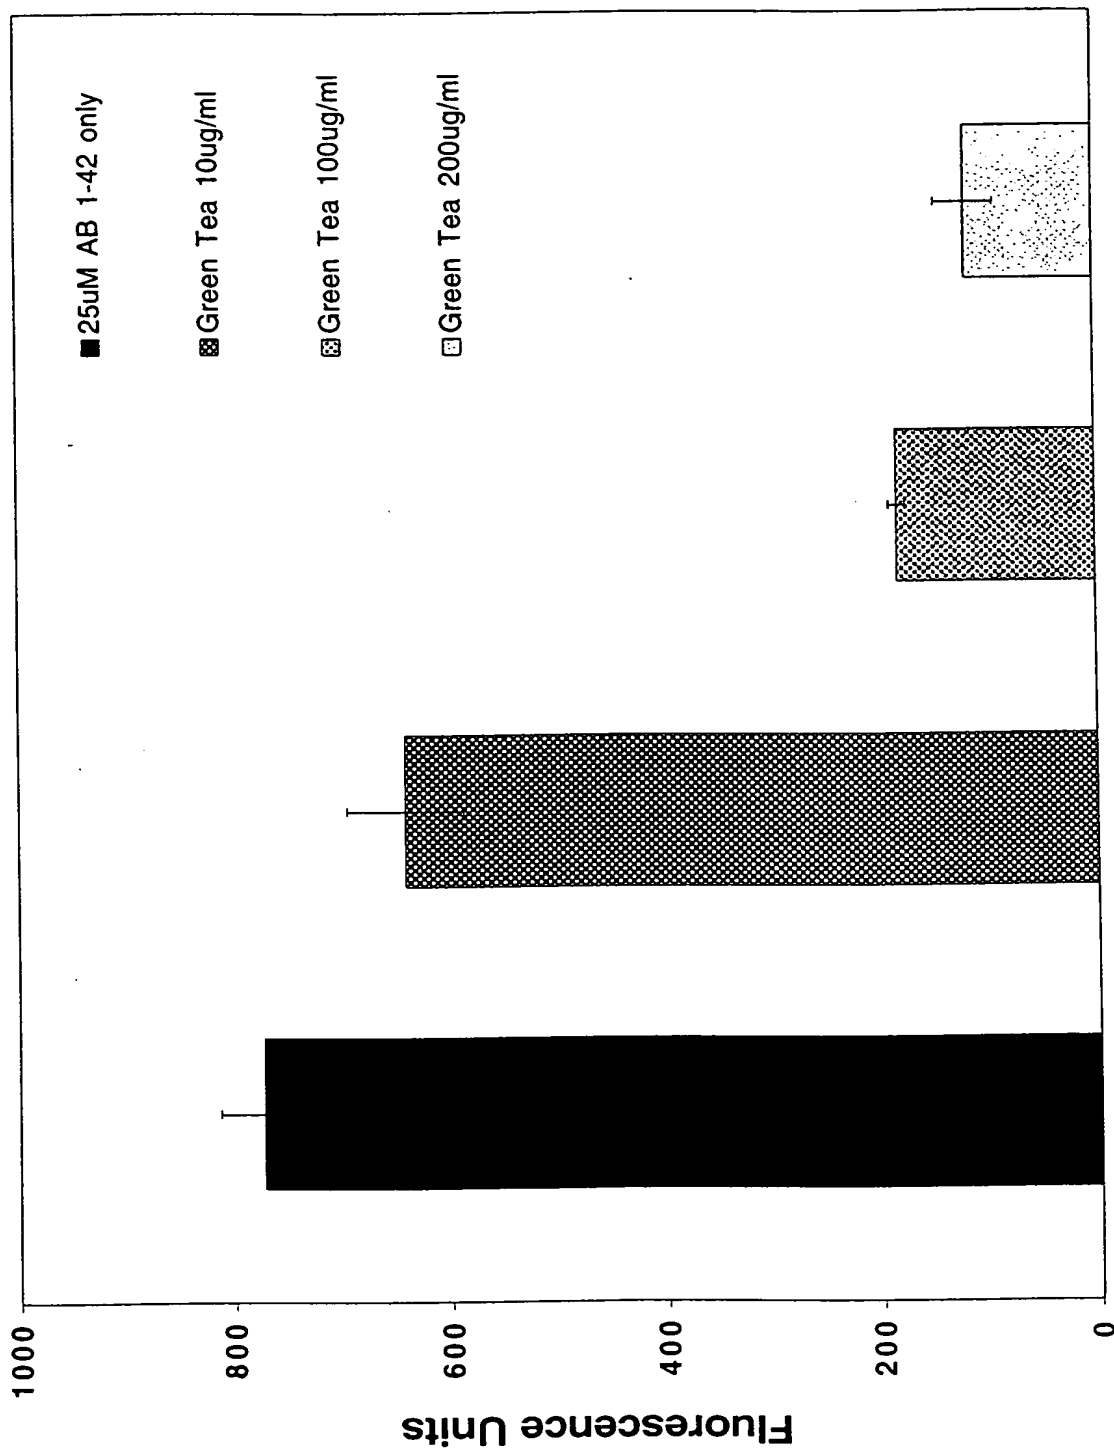 25uM AB 1-42 only
Green Tea 10ug/ml
Green Tea 100ug/ml
Green Tea 200ug/ml
1000
800
600
400
200
0
Fluorescence Units